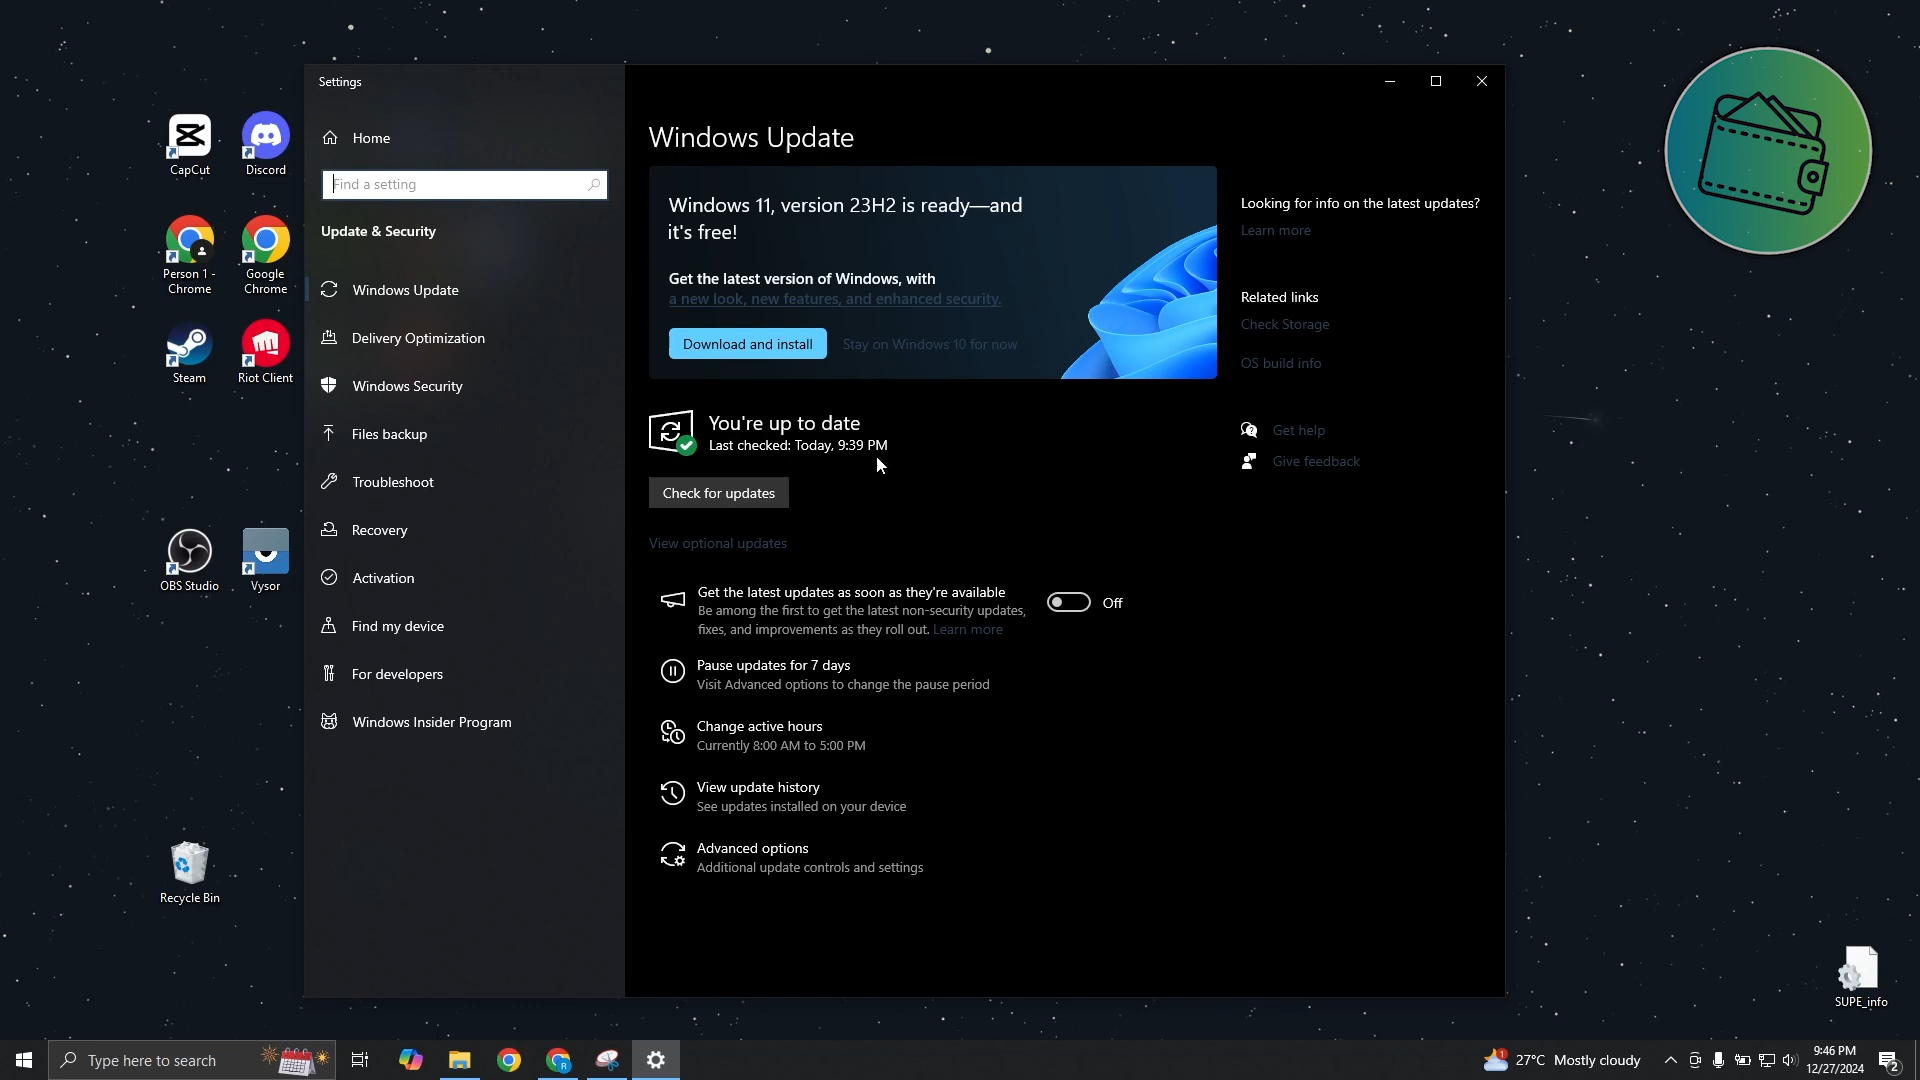 CapCut
Discord
Person 1 -
Chrome
Google
Chrome
Steam
Riot Client
OBS Studio
Vysor
Recycle Bin
Settings
Home
Find a setting
Update & Security
Windows Update
Delivery Optimization
Windows Security
Files backup
Troubleshoot
Recovery
Activation
Find my device
For developers
Windows Insider Program
Windows Update
Windows 11, version 23H2 is ready—and
it's free!
Get the latest version of Windows, with
a new look, new features, and enhanced security.
Download and install
Stay on Windows 10 for now
You're up to date
Last checked: Today, 9:39 PM
Check for updates
View optional updates
Get the latest updates as soon as they're available
Be among the first to get the latest non-security updates,
fixes, and improvements as they roll out. Learn more
Off
Pause updates for 7 days
Visit Advanced options to change the pause period
Change active hours
Currently 8:00 AM to 5:00 PM
View update history
See updates installed on your device
Advanced options
Additional update controls and settings
Looking for info on the latest updates?
Learn more
Related links
Check Storage
OS build info
Get help
Give feedback
SUPE_info
Type here to search
R
1
27°C Mostly cloudy
9:46 PM
12/27/2024
2